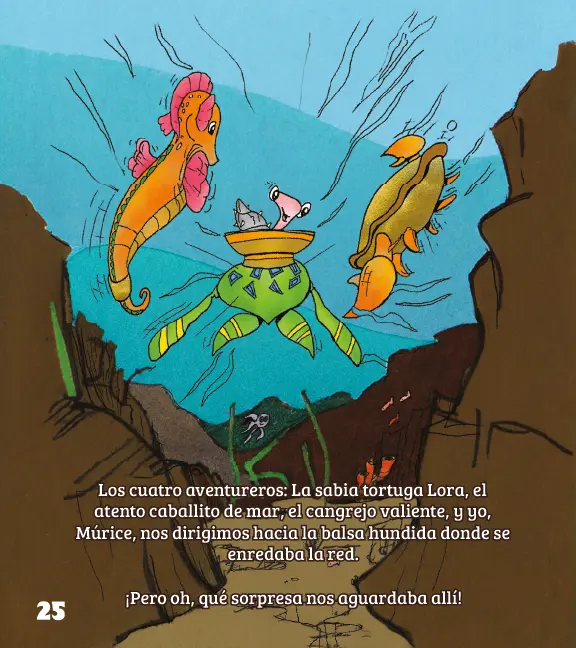 Los cuatro aventureros: La sabia tortuga Lora, el
atento caballito de mar, el cangrejo valiente, y yo,
Múrice, nos dirigimos hacia la balsa hundida donde se
enredaba la red.
¡Pero oh, qué sorpresa nos aguardaba allí!
25